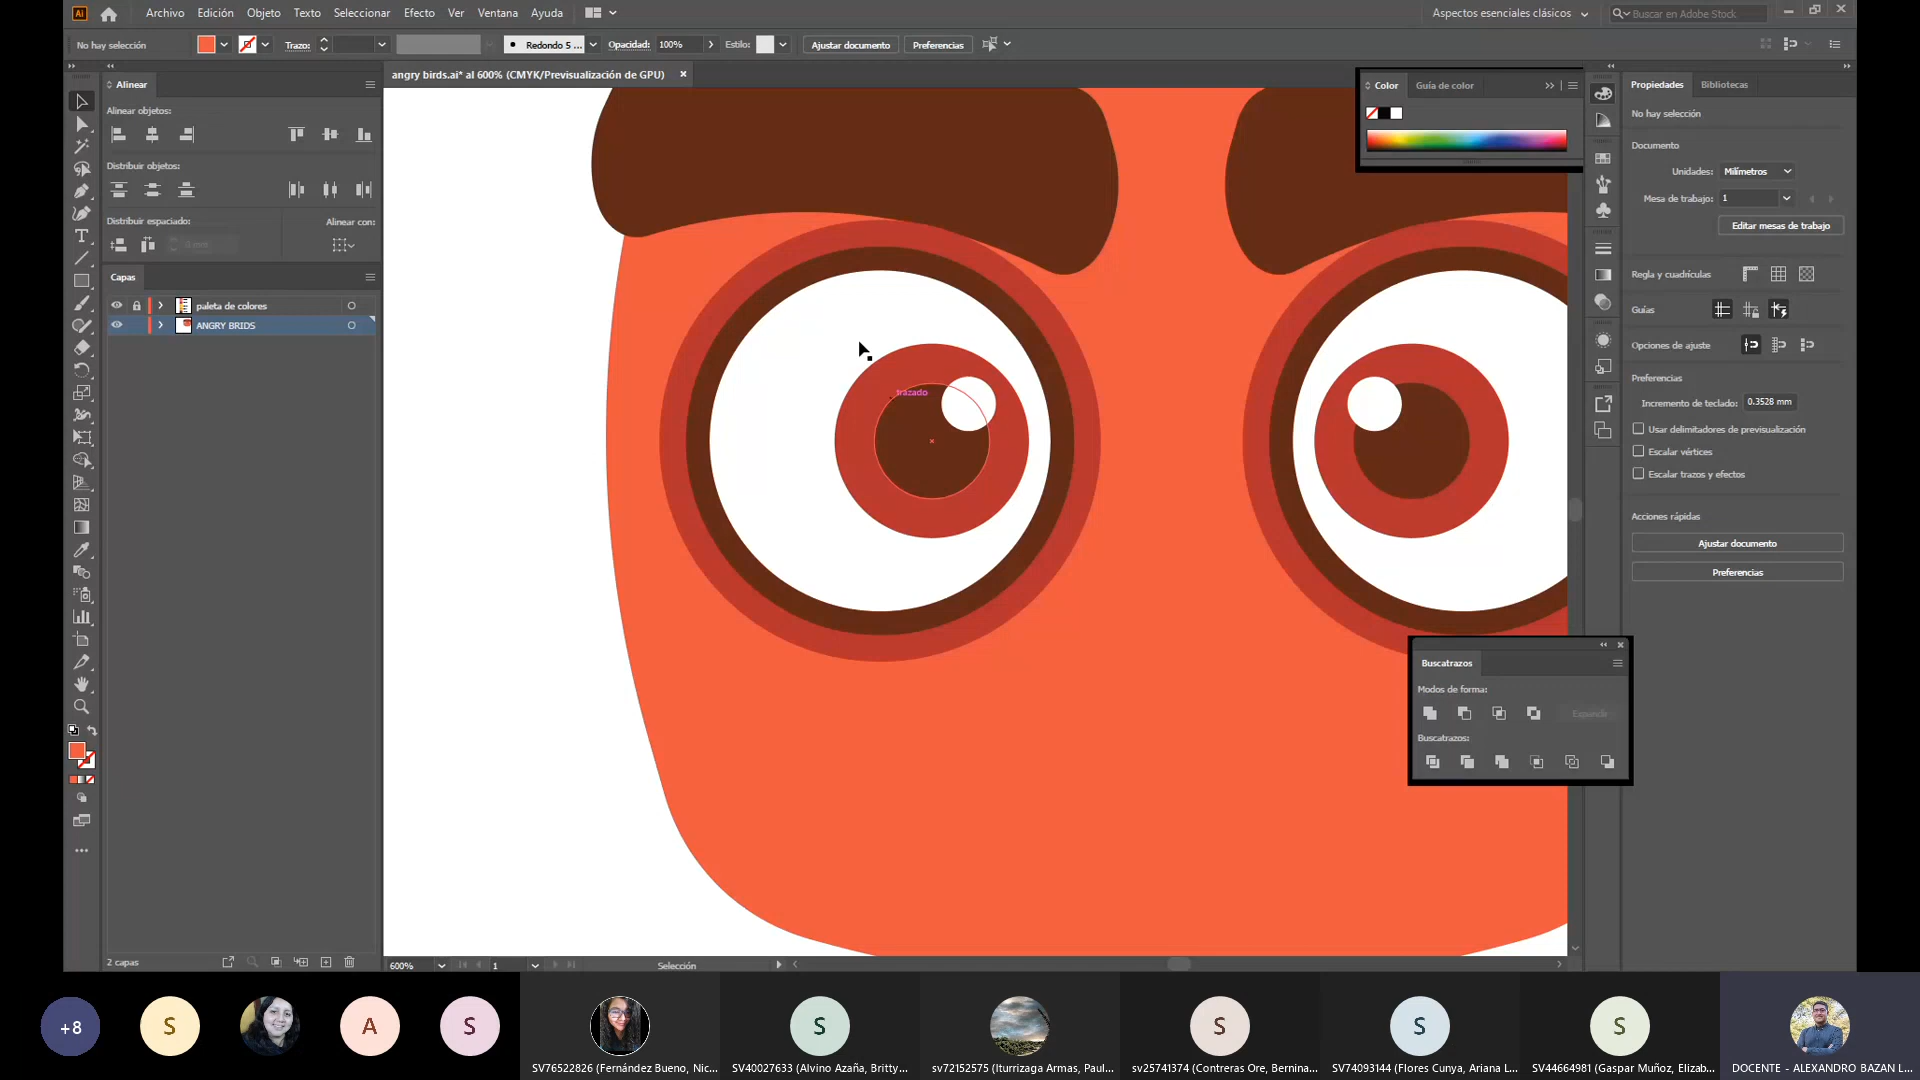 Ai Archivo Edición Objeto Texto Seleccionar Efecto Ver Ventana Ayuda Aspectos esenciales clásicos Buscar en Adobe Stock
No hay selección Trazo: Redondo 5 ... Opacidad: 100% Estilo: Ajustar documento Preferencias
angry birds.ai* al 600% (CMYK/Previsualización de GPU)
Alinear
Alinear objetos:
Distribuir objetos:
Distribuir espaciado:
Alinear con:
0 mm
Capas
paleta de colores
ANGRY BRIDS
2 capas
trazado
Color Guía de color
Buscatrazos
Modos de forma:
Expandir
Buscatrazos:
600% 1 Selección
Propiedades Bibliotecas
No hay selección
Documento
Unidades: Milímetros
Mesa de trabajo: 1
Editar mesas de trabajo
Regla y cuadrículas
Guías
Opciones de ajuste
Preferencias
Incremento de teclado: 0.3528 mm
Usar delimitadores de previsualización
Escalar vértices
Escalar trazos y efectos
Acciones rápidas
Ajustar documento
Preferencias
+8 S A S S S S S
SV76522826 (Fernández Bueno, Nic... SV40027633 (Alvino Azaña, Britty... sv72152575 (Iturrizaga Armas, Paul... sv25741374 (Contreras Ore, Bernina... SV74093144 (Flores Cunya, Ariana L... SV44664981 (Gaspar Muñoz, Elizab... DOCENTE - ALEXANDRO BAZAN L...